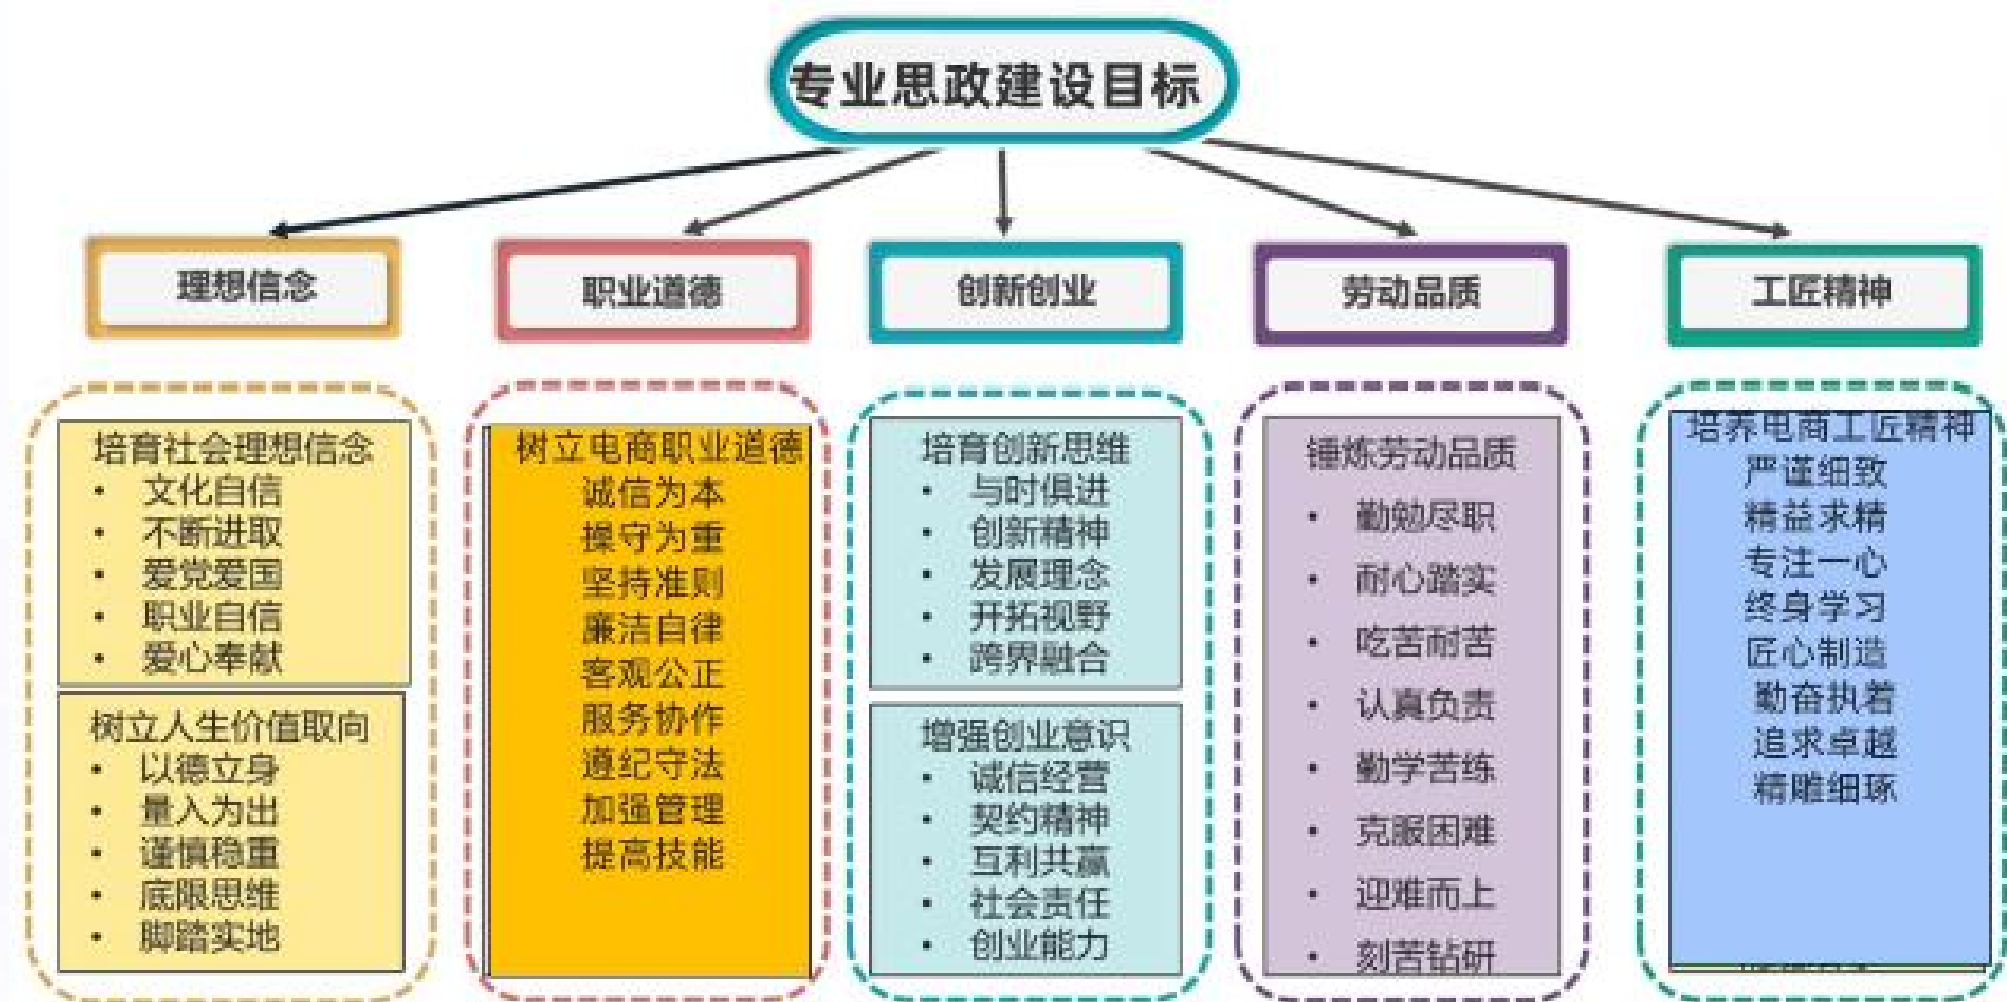 专业思政建设目标
理想信念
职业道德
创新创业
劳动品质
工匠精神
培育社会理想信念
• 文化自信
• 不断进取
• 爱党爱国
• 职业自信
• 爱心奉献
树立人生价值取向
• 以德立身
• 量入为出
• 谨慎稳重
• 底限思维
• 脚踏实地
树立电商职业道德
诚信为本
操守为重
坚持准则
廉洁自律
客观公正
服务协作
遵纪守法
加强管理
提高技能
培育创新思维
• 与时俱进
• 创新精神
• 发展理念
• 开拓视野
• 跨界融合
增强创业意识
• 诚信经营
• 契约精神
• 互利共赢
• 社会责任
• 创业能力
锤炼劳动品质
• 勤勉尽职
• 耐心踏实
• 吃苦耐苦
• 认真负责
• 勤学苦练
• 克服困难
• 迎难而上
• 刻苦钻研
培养电商工匠精神
严谨细致
精益求精
专注一心
终身学习
匠心制造
勤奋执着
追求卓越
精雕细琢